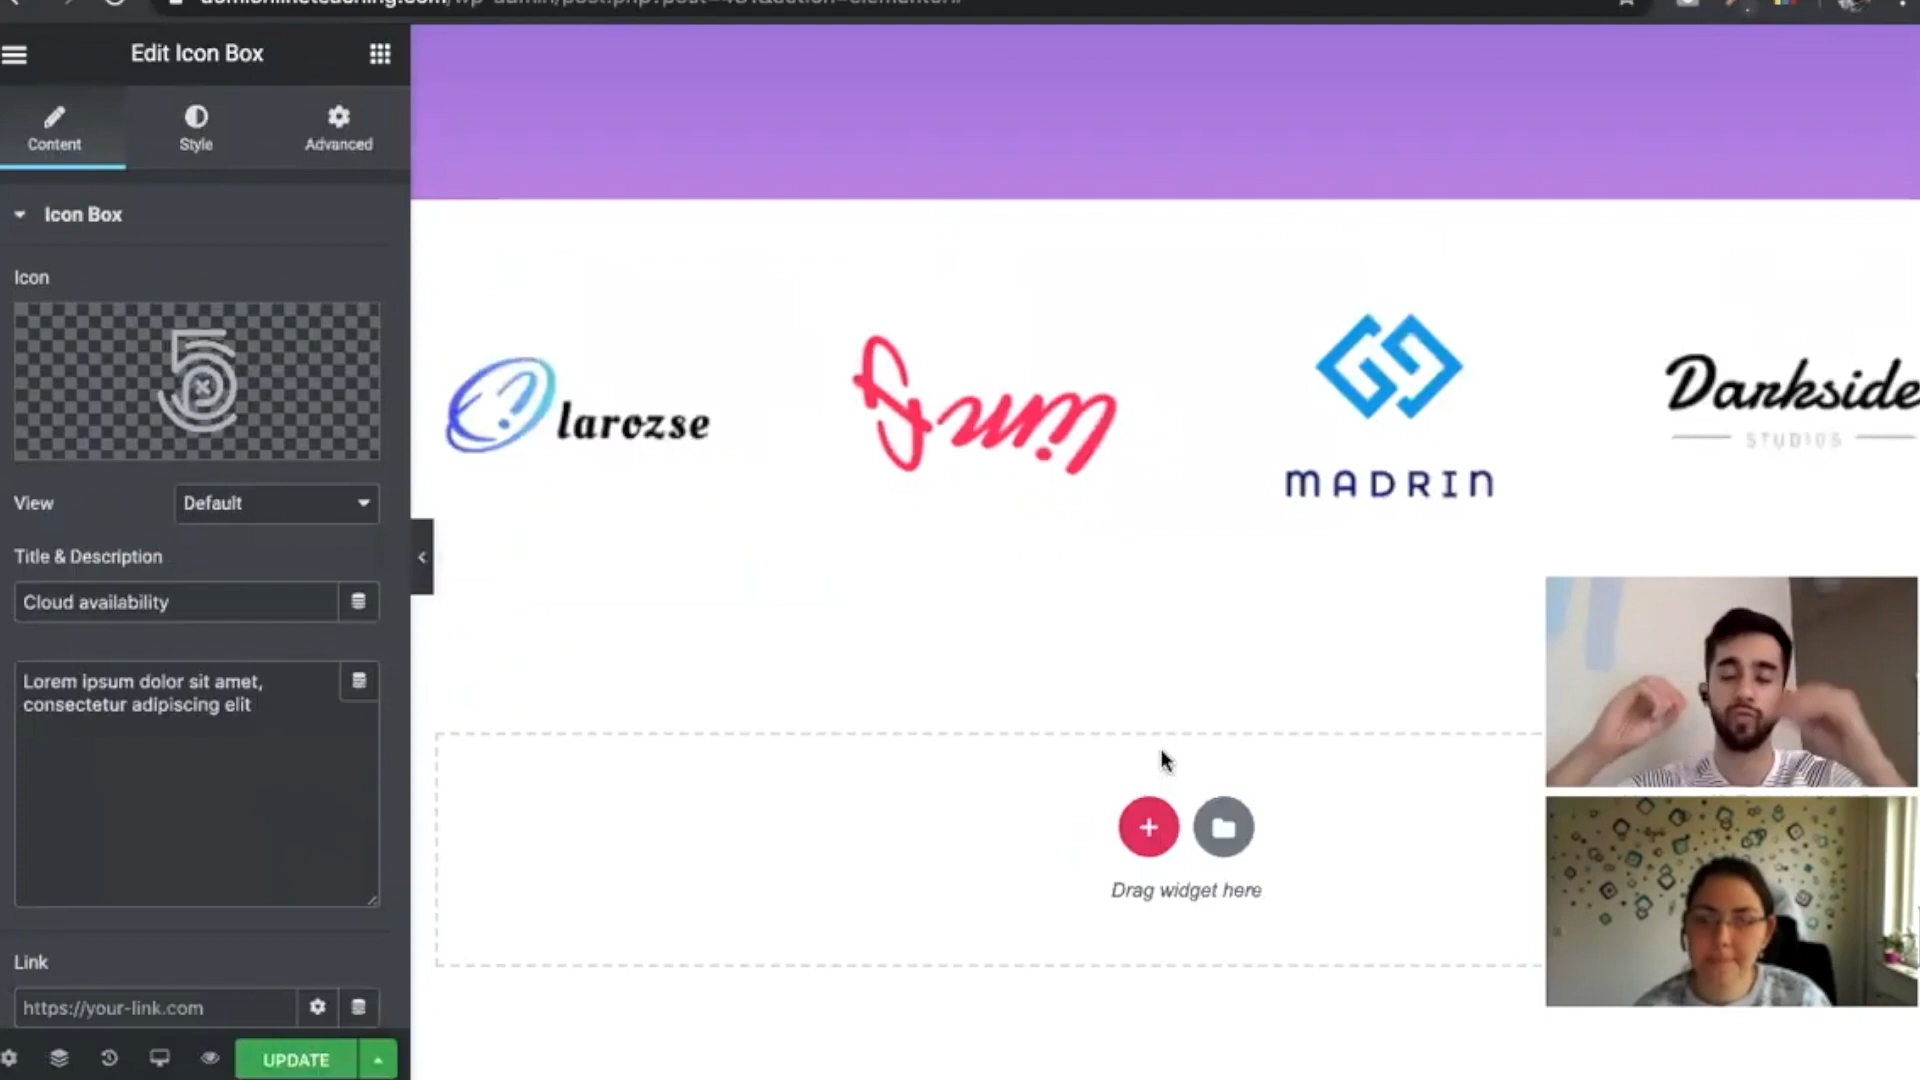 Edit Icon Box
Content
Style
Advanced
Icon Box
Icon
View
Default
Title & Description
Cloud availability
Lorem ipsum dolor sit amet,
consectetur adipiscing elit
Link
https://your-link.com
UPDATE
larozse
MADRIN
Darkside
STUDIOS
Drag widget here